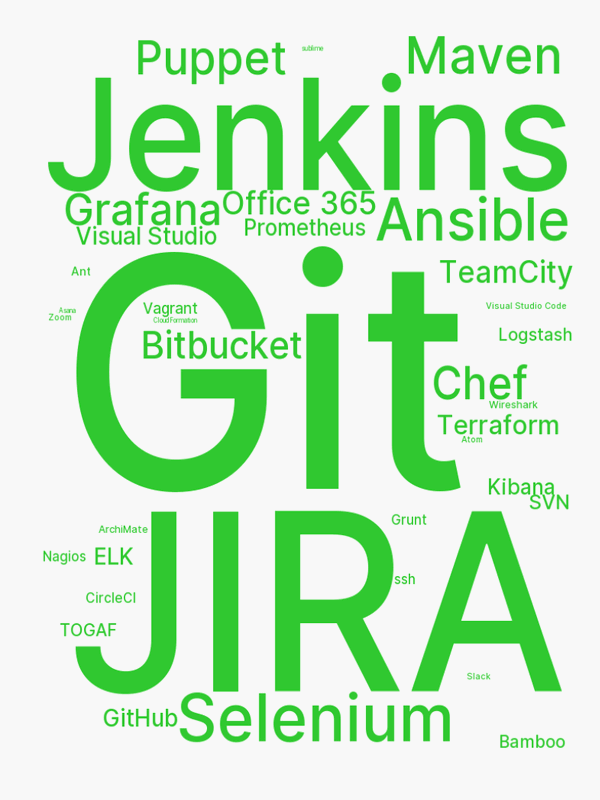 Puppet
sublime
Maven
Jenkins
Grafana
Office 365
Ansible
Visual Studio
Prometheus
Git
Ant
TeamCity
Asana
Zoom
Vagrant
CloudFormation
Visual Studio Code
Bitbucket
Logstash
Chef
Wireshark
Terraform
Atom
Kibana
SVN
JIRA
Grunt
ArchiMate
Nagios
ELK
ssh
CircleCI
TOGAF
Slack
GitHub
Selenium
Bamboo